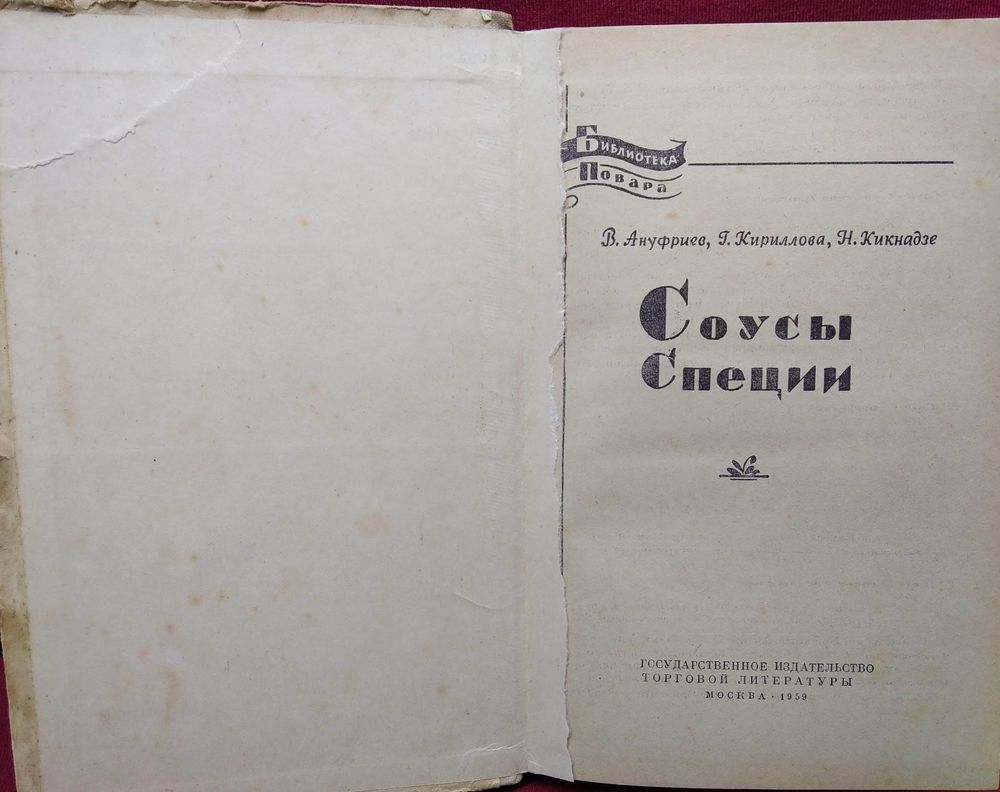 Библиотека
Повара
В. Ануфриев, Г. Кириллова, Н. Кикнадзе
Соусы
Специи
ГОСУДАРСТВЕННОЕ ИЗДАТЕЛЬСТВО
ТОРГОВОЙ ЛИТЕРАТУРЫ
МОСКВА · 1959